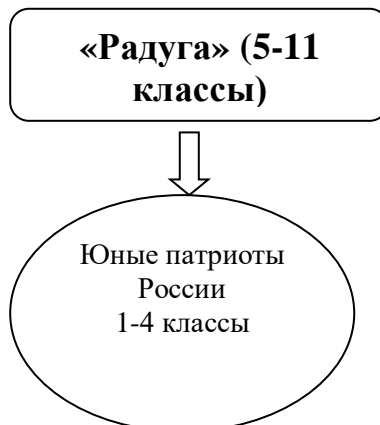 «Радуга» (5-11
классы)
Юные патриоты
России
1-4 классы